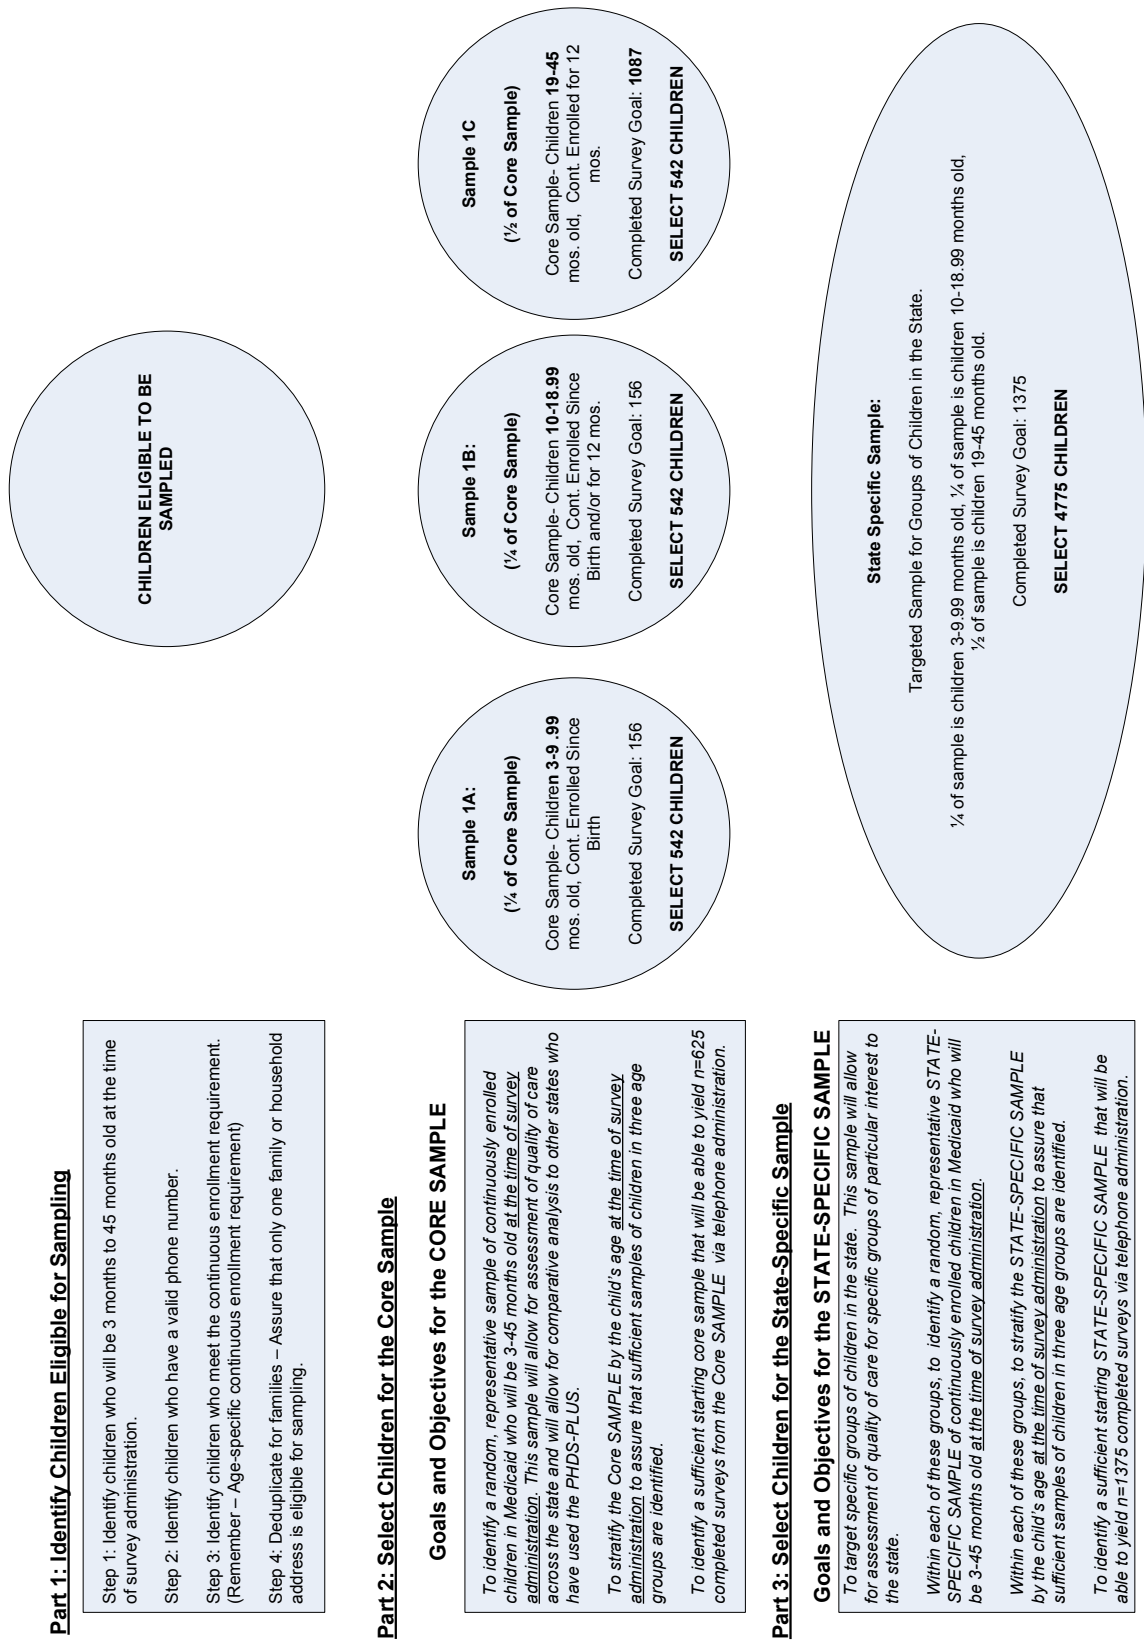 Part 1: Identify Children Eligible for Sampling
Step 1: Identify children who will be 3 months to 45 months old at the time
of survey administration.
Step 2: Identify children who have a valid phone number.
Step 3: Identify children who meet the continuous enrollment requirement.
(Remember – Age-specific continuous enrollment requirement)
Step 4: Deduplicate for families – Assure that only one family or household
address is eligible for sampling.
CHILDREN ELIGIBLE TO BE
SAMPLED
Part 2: Select Children for the Core Sample
Goals and Objectives for the CORE SAMPLE
To identify a random, representative sample of continuously enrolled
children in Medicaid who will be 3-45 months old at the time of survey
administration. This sample will allow for assessment of quality of care
across the state and will allow for comparative analysis to other states who
have used the PHDS-PLUS.
To stratify the Core SAMPLE by the child's age at the time of survey
administration to assure that sufficient samples of children in three age
groups are identified.
To identify a sufficient starting core sample that will be able to yield n=625
completed surveys from the Core SAMPLE via telephone administration.
Sample 1A:
(¼ of Core Sample)
Core Sample- Children 3-9 .99
mos. old, Cont. Enrolled Since
Birth
Completed Survey Goal: 156
SELECT 542 CHILDREN
Sample 1B:
(¼ of Core Sample)
Core Sample- Children 10-18.99
mos. old, Cont. Enrolled Since
Birth and/or for 12 mos.
Completed Survey Goal: 156
SELECT 542 CHILDREN
Sample 1C
(½ of Core Sample)
Core Sample- Children 19-45
mos. old, Cont. Enrolled for 12
mos.
Completed Survey Goal: 1087
SELECT 542 CHILDREN
Part 3: Select Children for the State-Specific Sample
Goals and Objectives for the STATE-SPECIFIC SAMPLE
To target specific groups of children in the state. This sample will allow
for assessment of quality of care for specific groups of particular interest to
the state.
Within each of these groups, to identify a random, representative STATE-
SPECIFIC SAMPLE of continuously enrolled children in Medicaid who will
be 3-45 months old at the time of survey administration.
Within each of these groups, to stratify the STATE-SPECIFIC SAMPLE
by the child's age at the time of survey administration to assure that
sufficient samples of children in three age groups are identified.
To identify a sufficient starting STATE-SPECIFIC SAMPLE that will be
able to yield n=1375 completed surveys via telephone administration.
State Specific Sample:
Targeted Sample for Groups of Children in the State.
¼ of sample is children 3-9.99 months old, ¼ of sample is children 10-18.99 months old,
½ of sample is children 19-45 months old.
Completed Survey Goal: 1375
SELECT 4775 CHILDREN